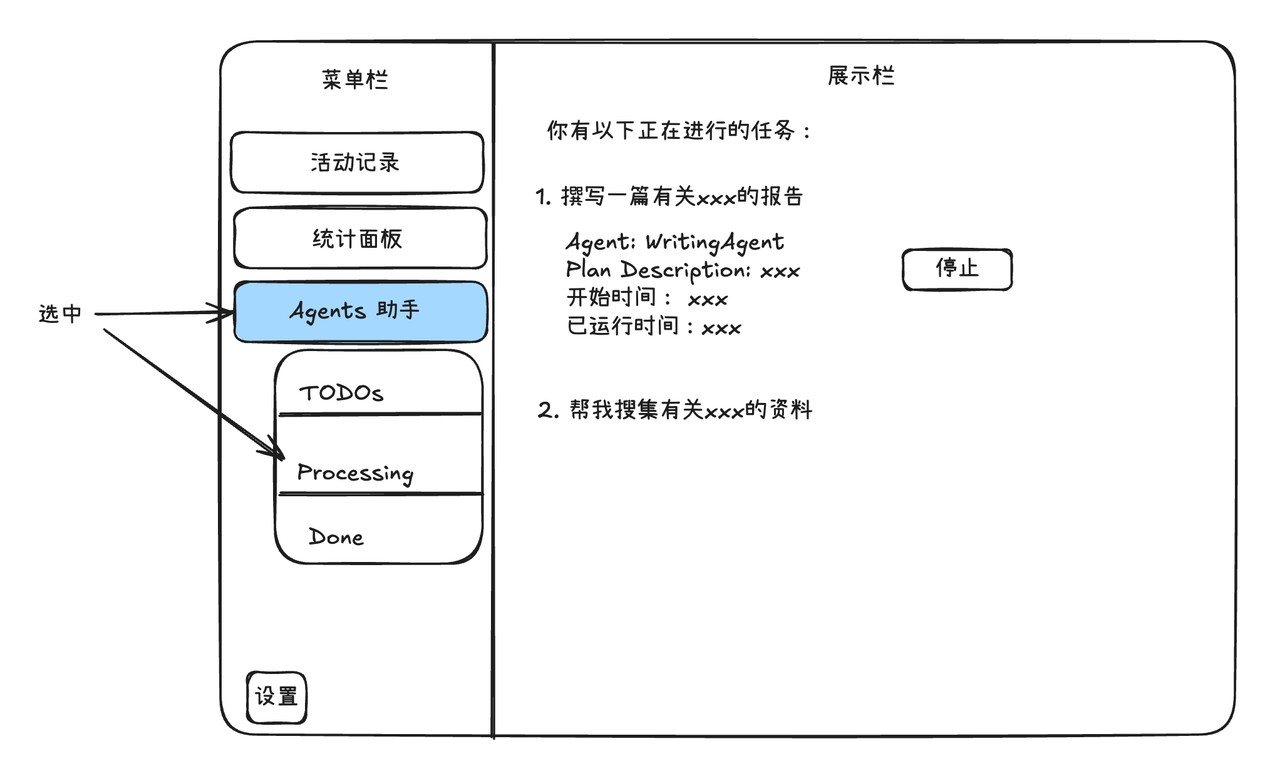 菜单栏
活动记录
统计面板
选中
Agents 助手
TODOs
Processing
Done
设置
展示栏
你有以下正在进行的任务：
1. 撰写一篇有关xxx的报告
Agent: WritingAgent
Plan Description: xxx
开始时间： xxx
已运行时间：xxx
停止
2. 帮我搜集有关xxx的资料